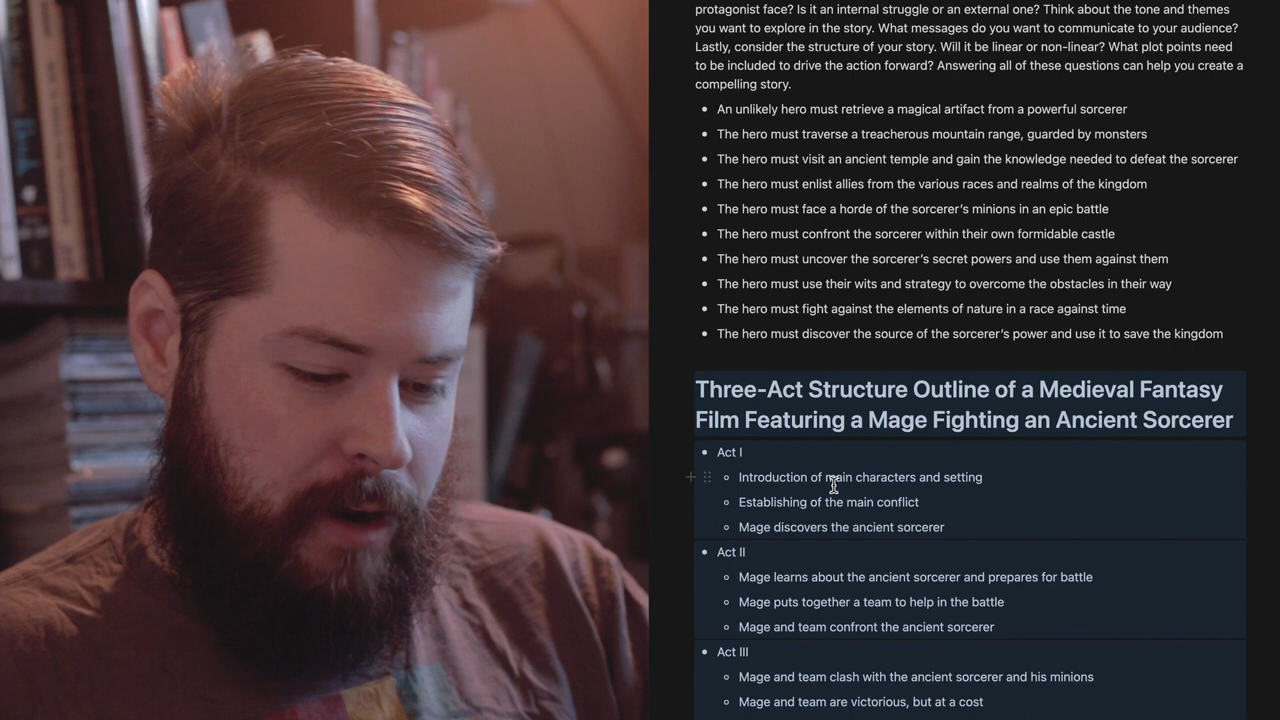 protagonist face? Is it an internal struggle or an external one? Think about the tone and themes
you want to explore in the story. What messages do you want to communicate to your audience?
Lastly, consider the structure of your story. Will it be linear or non-linear? What plot points need
to be included to drive the action forward? Answering all of these questions can help you create a
compelling story.
• An unlikely hero must retrieve a magical artifact from a powerful sorcerer
• The hero must traverse a treacherous mountain range, guarded by monsters
• The hero must visit an ancient temple and gain the knowledge needed to defeat the sorcerer
• The hero must enlist allies from the various races and realms of the kingdom
• The hero must face a horde of the sorcerer’s minions in an epic battle
• The hero must confront the sorcerer within their own formidable castle
• The hero must uncover the sorcerer’s secret powers and use them against them
• The hero must use their wits and strategy to overcome the obstacles in their way
• The hero must fight against the elements of nature in a race against time
• The hero must discover the source of the sorcerer’s power and use it to save the kingdom
Three-Act Structure Outline of a Medieval Fantasy
Film Featuring a Mage Fighting an Ancient Sorcerer
• Act I
◦ Introduction of main characters and setting
◦ Establishing of the main conflict
◦ Mage discovers the ancient sorcerer
• Act II
◦ Mage learns about the ancient sorcerer and prepares for battle
◦ Mage puts together a team to help in the battle
◦ Mage and team confront the ancient sorcerer
• Act III
◦ Mage and team clash with the ancient sorcerer and his minions
◦ Mage and team are victorious, but at a cost